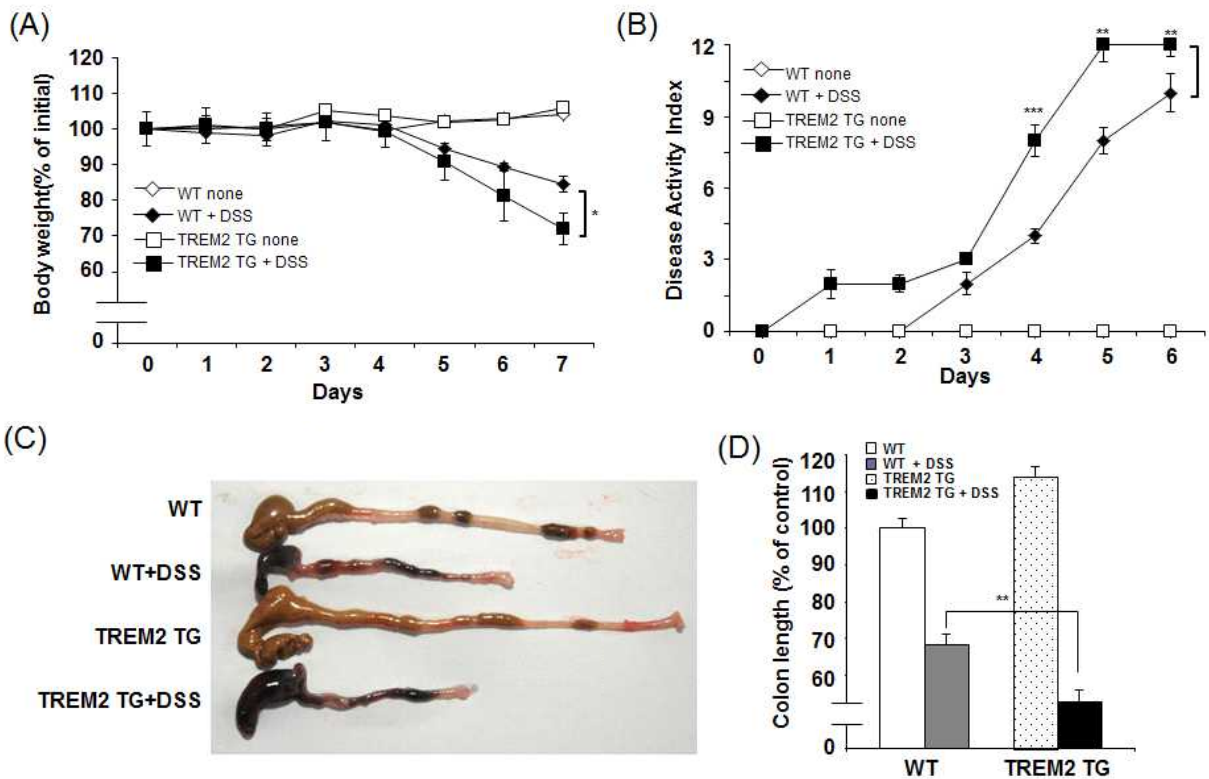 (A)
Body weight(% of initial)
120
110
100
90
80
70
60
0
WT none
WT + DSS
TREM2 TG none
TREM2 TG + DSS
*
0 1 2 3 4 5 6 7
Days
(B)
Disease Activity Index
12
9
6
3
0
WT none
WT + DSS
TREM2 TG none
TREM2 TG + DSS
***
**
**
0 1 2 3 4 5 6
Days
(C)
WT
WT+DSS
TREM2 TG
TREM2 TG+DSS
(D)
Colon length (% of control)
120
110
100
80
70
60
0
WT
WT + DSS
TREM2 TG
TREM2 TG + DSS
**
WT TREM2 TG